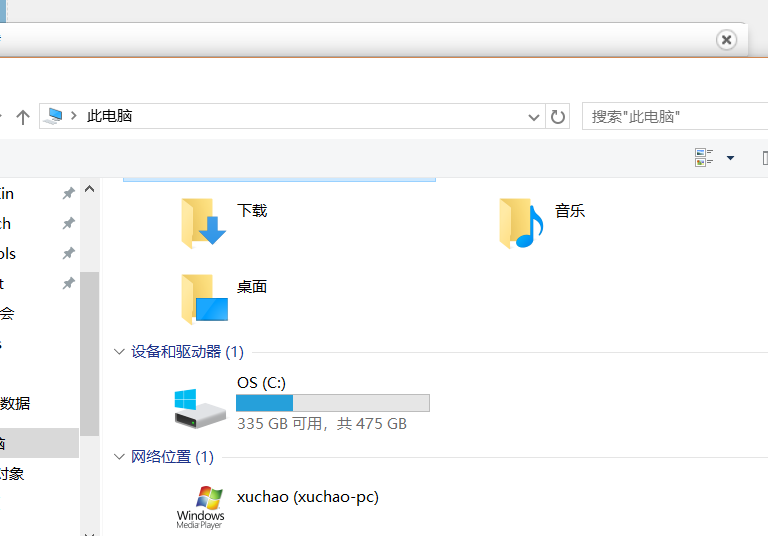 此电脑
搜索"此电脑"
in
ch
ols
t
会
s
数据
脑
对象
下载
音乐
桌面
设备和驱动器 (1)
OS (C:)
335 GB 可用，共 475 GB
网络位置 (1)
Windows
Media Player
xuchao (xuchao-pc)